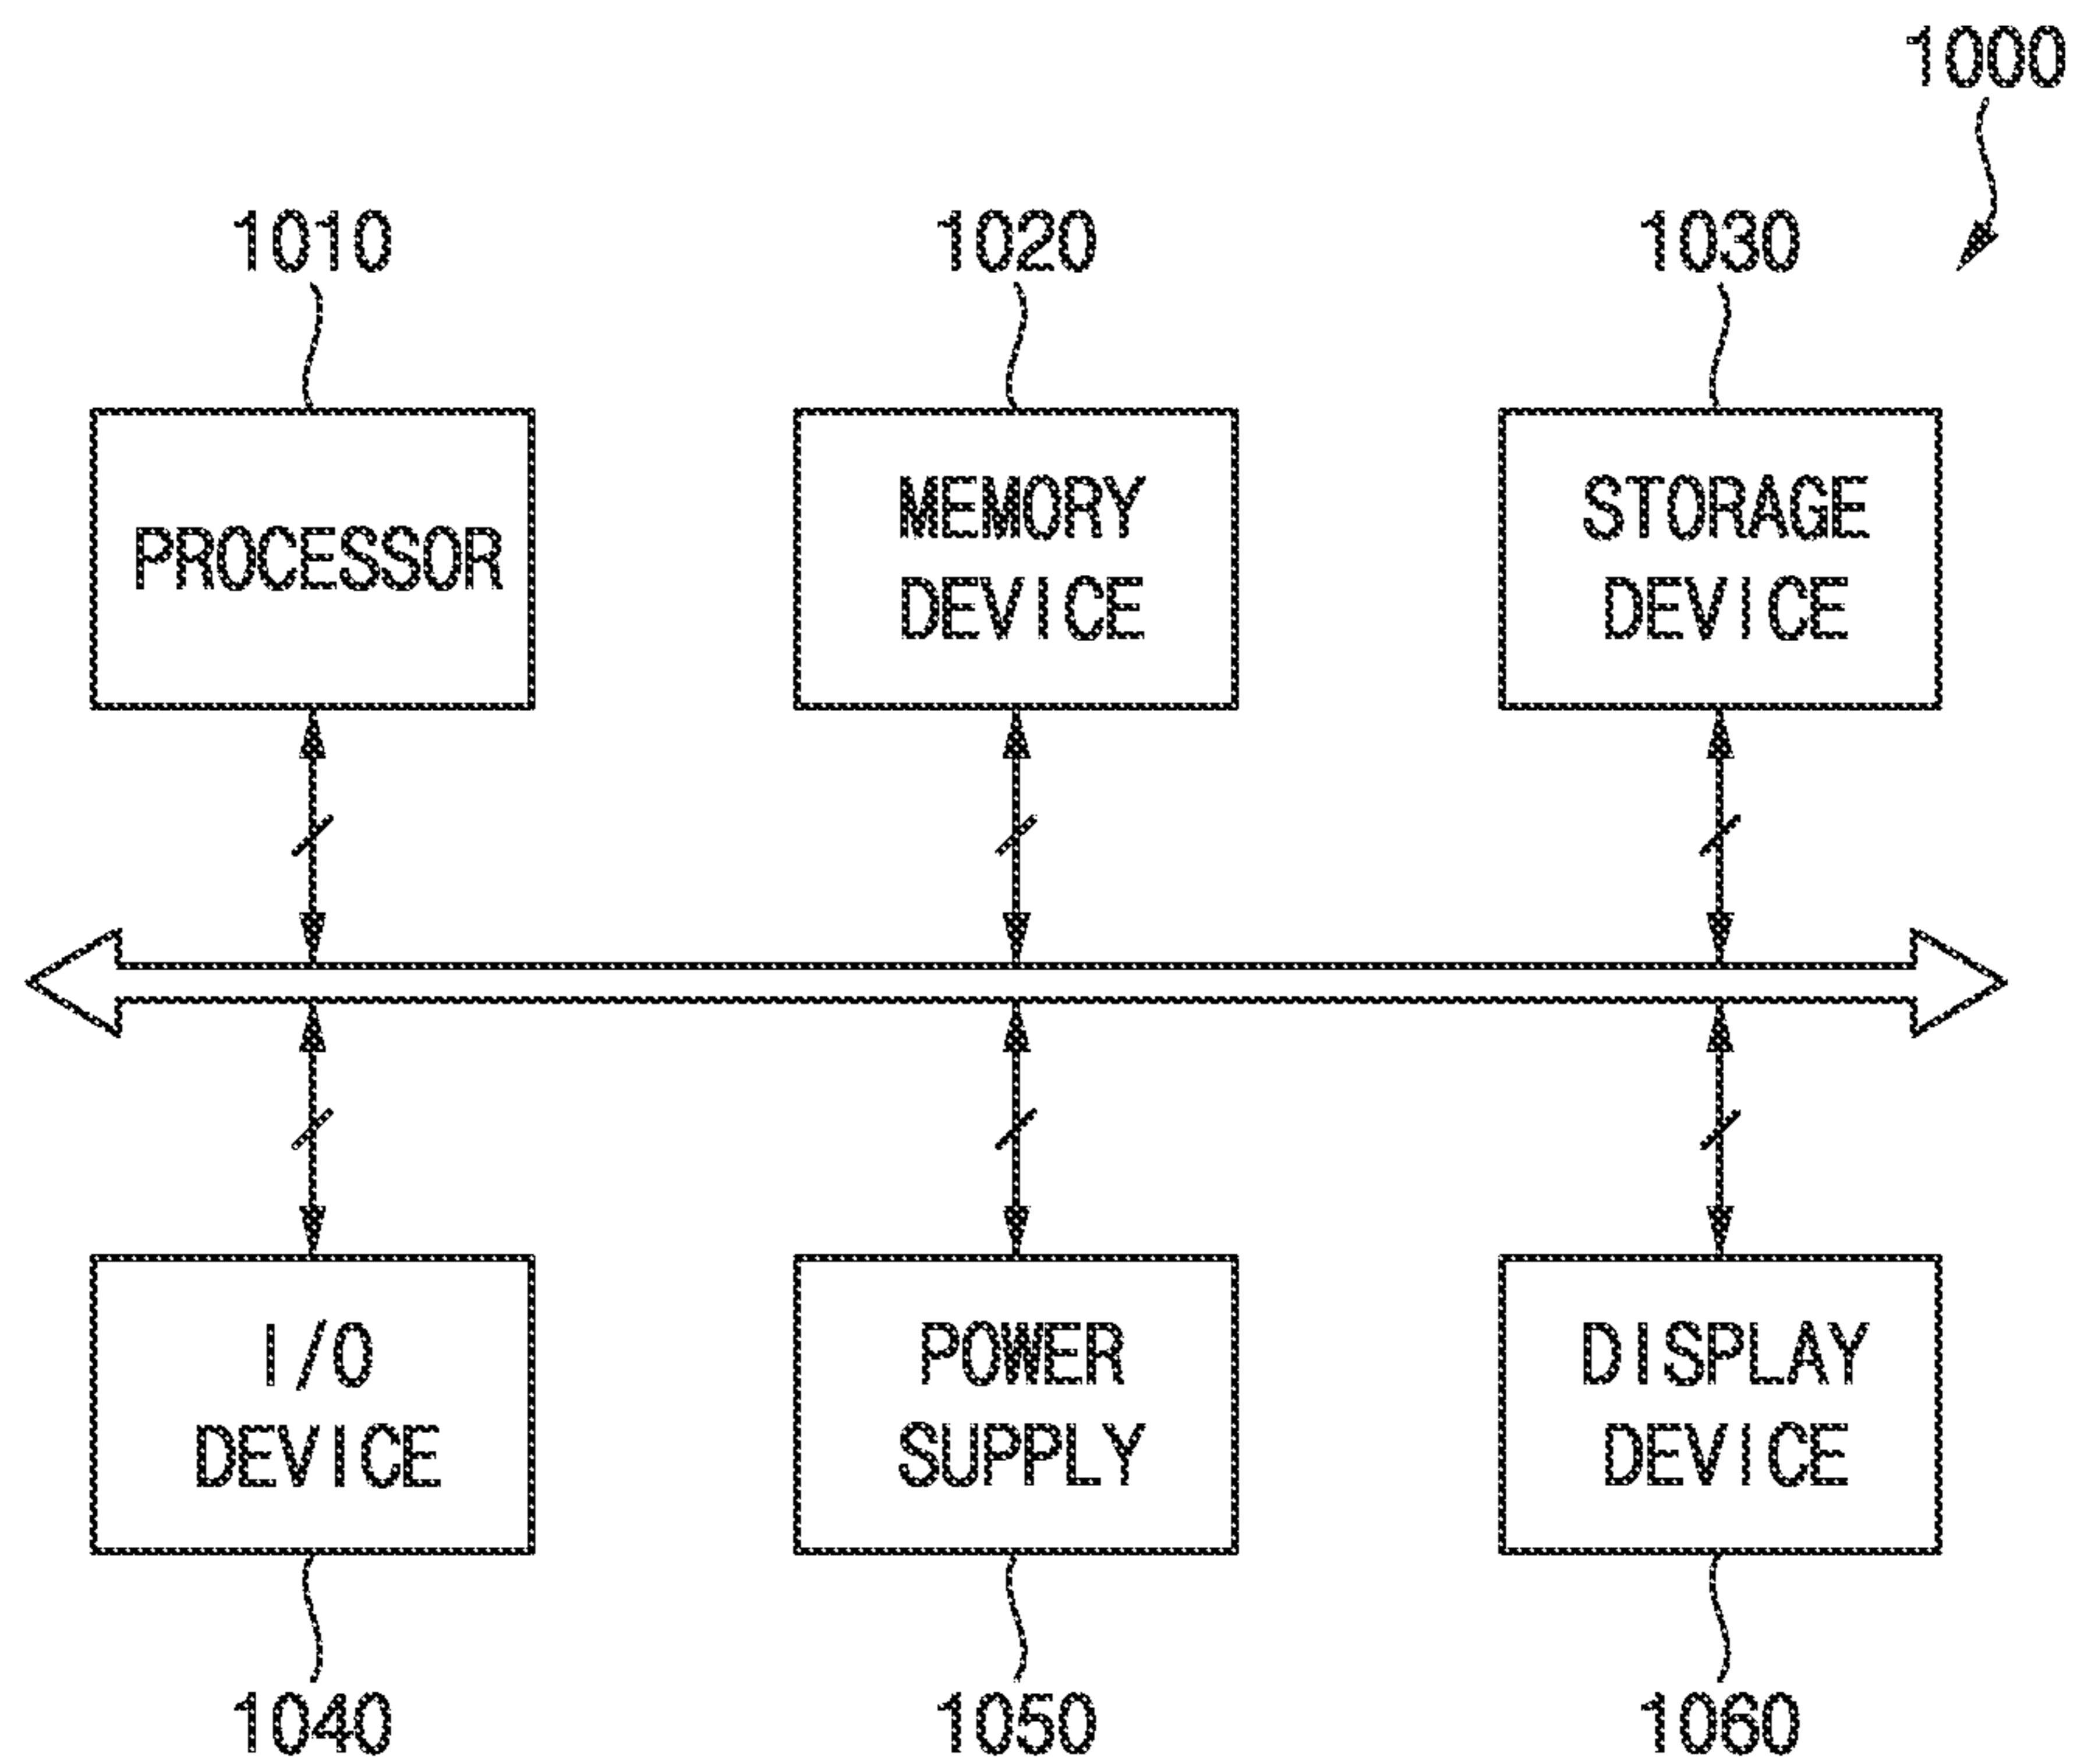 1000
1010
1020
1030
PROCESSOR
MEMORY
DEVICE
STORAGE
DEVICE
I/O
DEVICE
POWER
SUPPLY
DISPLAY
DEVICE
1040
1050
1060